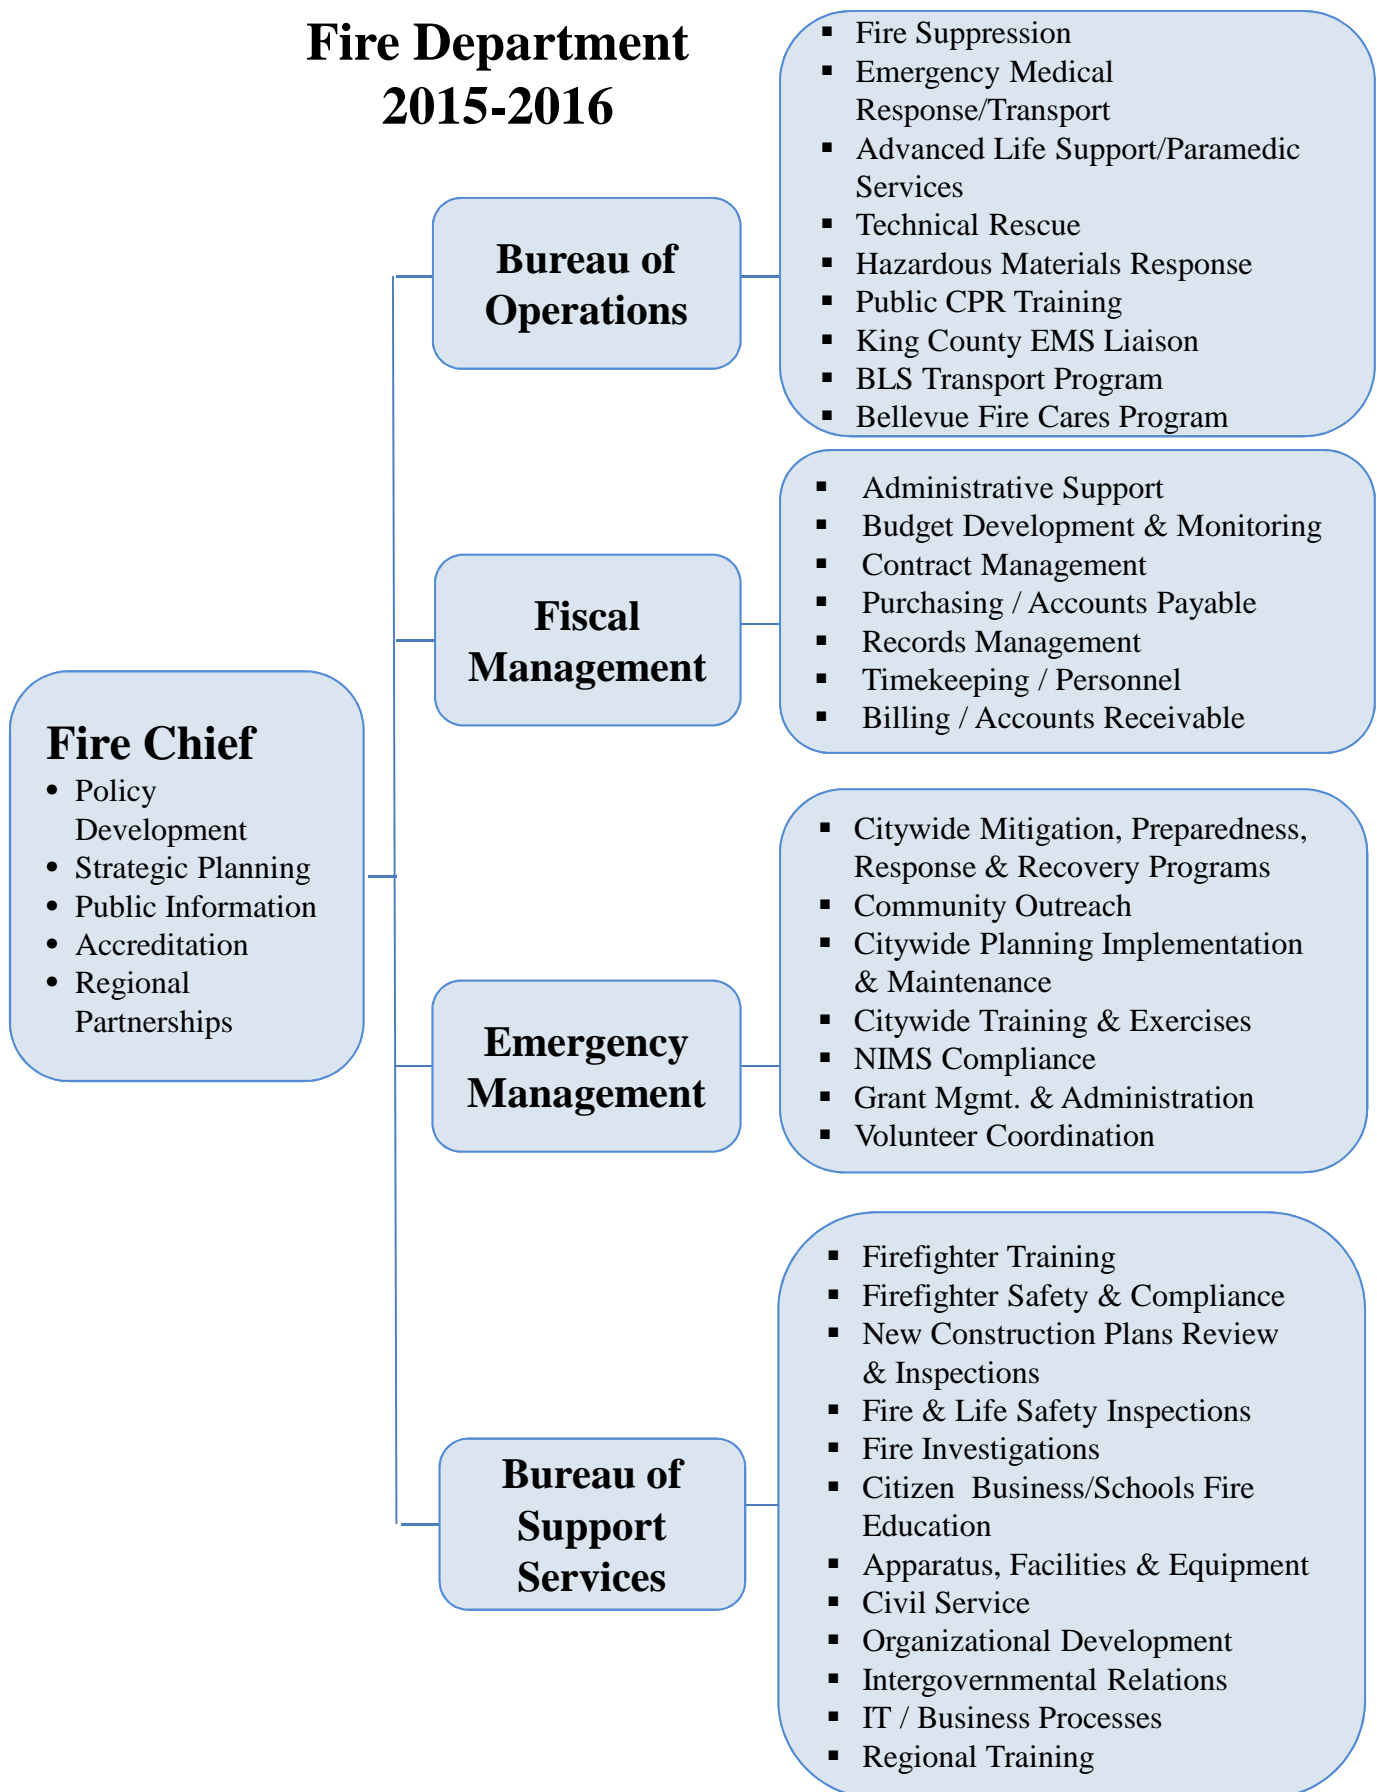 Fire Department
2015-2016
▪ Fire Suppression
▪ Emergency Medical
Response/Transport
▪ Advanced Life Support/Paramedic
Services
▪ Technical Rescue
▪ Hazardous Materials Response
▪ Public CPR Training
▪ King County EMS Liaison
▪ BLS Transport Program
▪ Bellevue Fire Cares Program
Bureau of
Operations
▪ Administrative Support
▪ Budget Development & Monitoring
▪ Contract Management
▪ Purchasing / Accounts Payable
▪ Records Management
▪ Timekeeping / Personnel
▪ Billing / Accounts Receivable
Fiscal
Management
Fire Chief
• Policy
Development
• Strategic Planning
• Public Information
• Accreditation
• Regional
Partnerships
▪ Citywide Mitigation, Preparedness,
Response & Recovery Programs
▪ Community Outreach
▪ Citywide Planning Implementation
& Maintenance
▪ Citywide Training & Exercises
▪ NIMS Compliance
▪ Grant Mgmt. & Administration
▪ Volunteer Coordination
Emergency
Management
▪ Firefighter Training
▪ Firefighter Safety & Compliance
▪ New Construction Plans Review
& Inspections
▪ Fire & Life Safety Inspections
▪ Fire Investigations
▪ Citizen  Business/Schools Fire
Education
▪ Apparatus, Facilities & Equipment
▪ Civil Service
▪ Organizational Development
▪ Intergovernmental Relations
▪ IT / Business Processes
▪ Regional Training
Bureau of
Support
Services